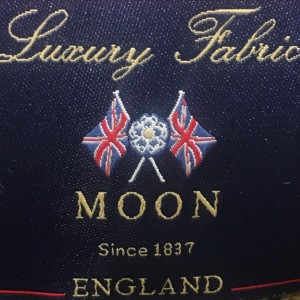 Luxury Fabric
MOON
Since 1837
ENGLAND